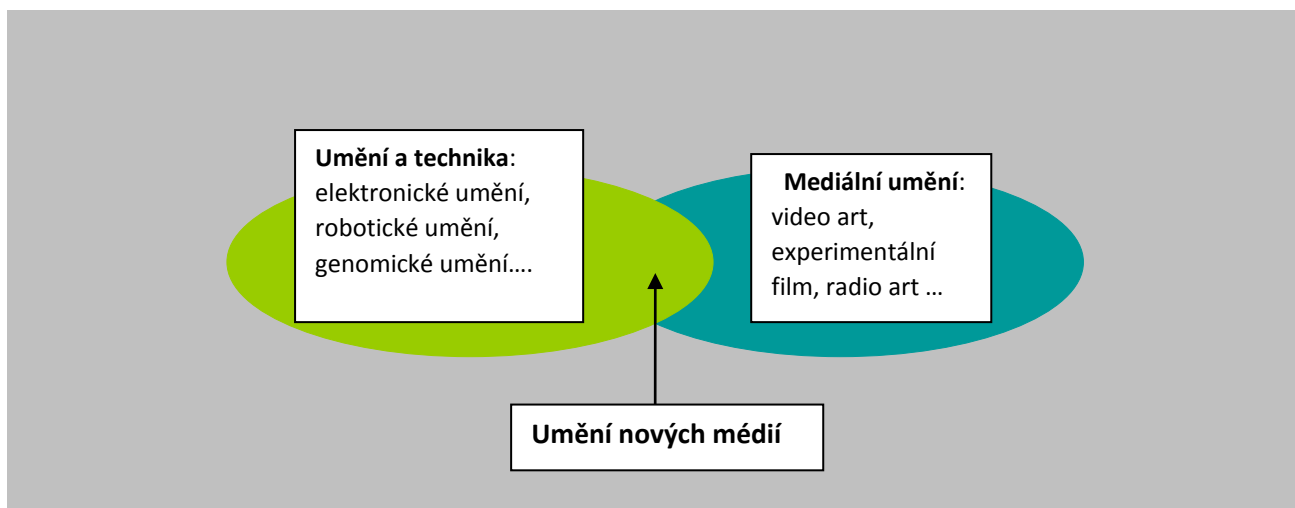 Umění a technika:
elektronické umění,
robotické umění,
genomické umění….
Mediální umění:
video art,
experimentální
film, radio art …
Umění nových médií